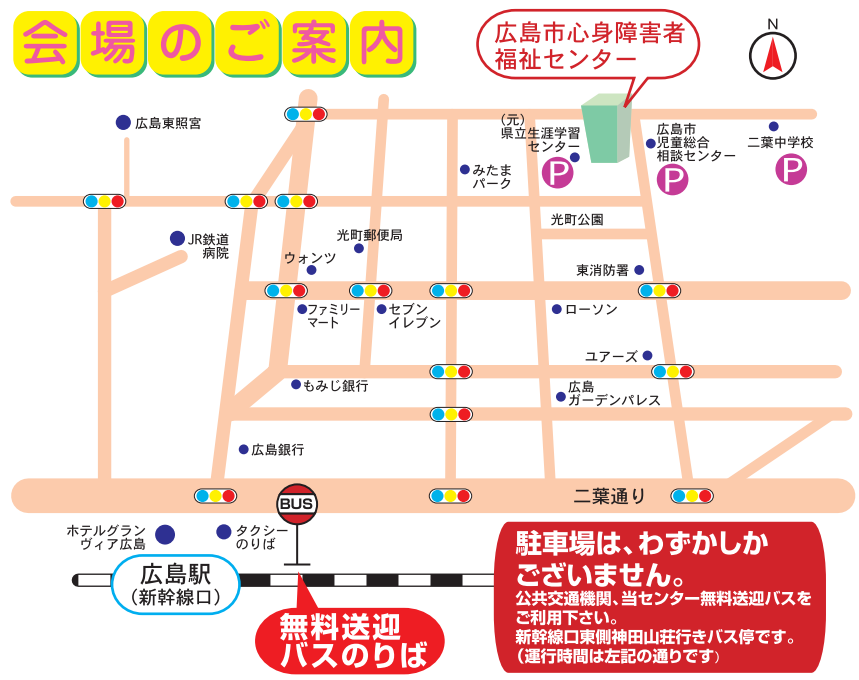 会場のご案内
広島市心身障害者
福祉センター
N
広島東照宮
(元)
県立生涯学習
センター
P
広島市
児童総合
相談センター
P
二葉中学校
P
みたま
パーク
光町公園
JR鉄道
病院
光町郵便局
ウォンツ
東消防署
ファミリー
マート
セブン
イレブン
ローソン
ユアーズ
もみじ銀行
広島
ガーデンパレス
広島銀行
BUS
二葉通り
ホテルグラン
ヴィア広島
タクシー
のりば
広島駅
(新幹線口)
無料送迎
バスのりば
駐車場は、わずかしか
ございません。
公共交通機関、当センター無料送迎バスを
ご利用下さい。
新幹線口東側神田山荘行きバス停です。
(運行時間は左記の通りです)